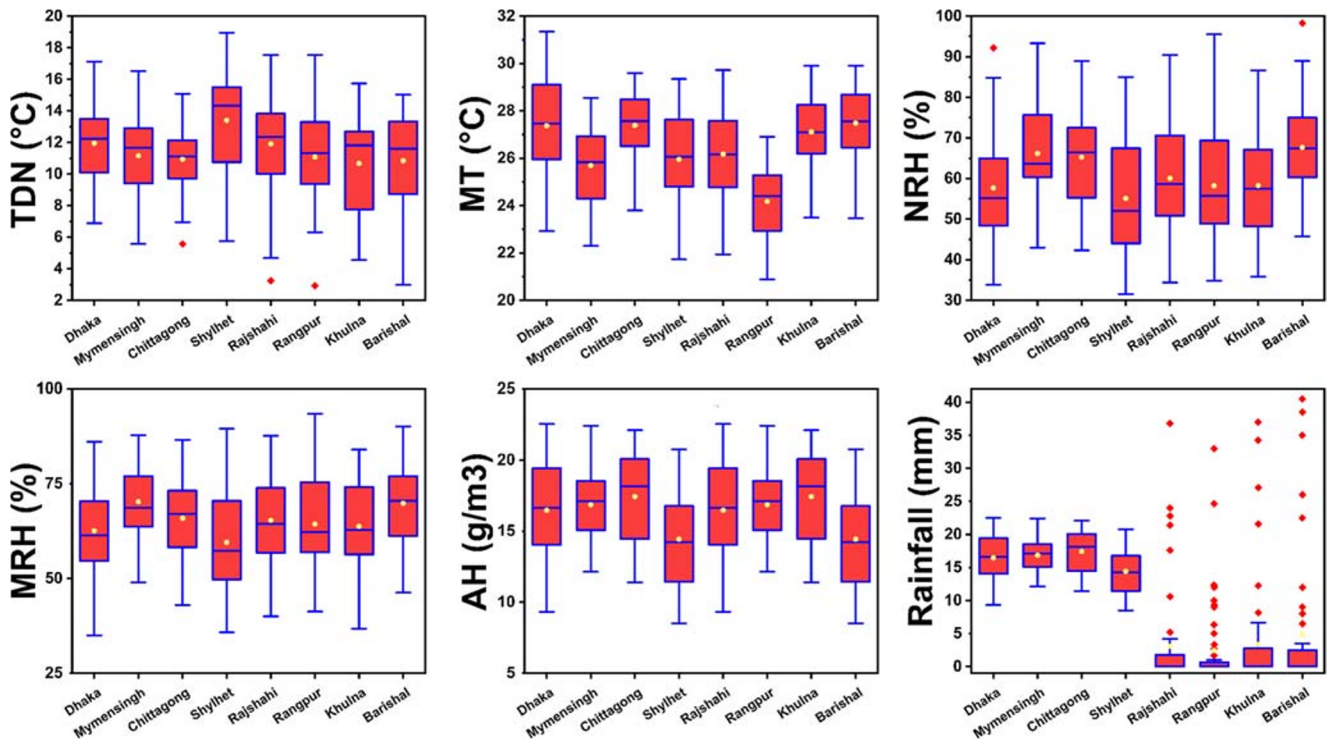 TDN (°C)
20
18
16
14
12
10
8
6
4
2
Dhaka
Mymensingh
Chittagong
Shylhet
Rajshahi
Rangpur
Khulna
Barishal
MT (°C)
32
30
28
26
24
22
20
Dhaka
Mymensingh
Chittagong
Shylhet
Rajshahi
Rangpur
Khulna
Barishal
NRH (%)
100
90
80
70
60
50
40
30
Dhaka
Mymensingh
Chittagong
Shylhet
Rajshahi
Rangpur
Khulna
Barishal
MRH (%)
100
75
50
25
Dhaka
Mymensingh
Chittagong
Shylhet
Rajshahi
Rangpur
Khulna
Barishal
AH (g/m3)
25
20
15
10
5
Dhaka
Mymensingh
Chittagong
Shylhet
Rajshahi
Rangpur
Khulna
Barishal
Rainfall (mm)
40
35
30
25
20
15
10
5
0
Dhaka
Mymensingh
Chittagong
Shylhet
Rajshahi
Rangpur
Khulna
Barishal